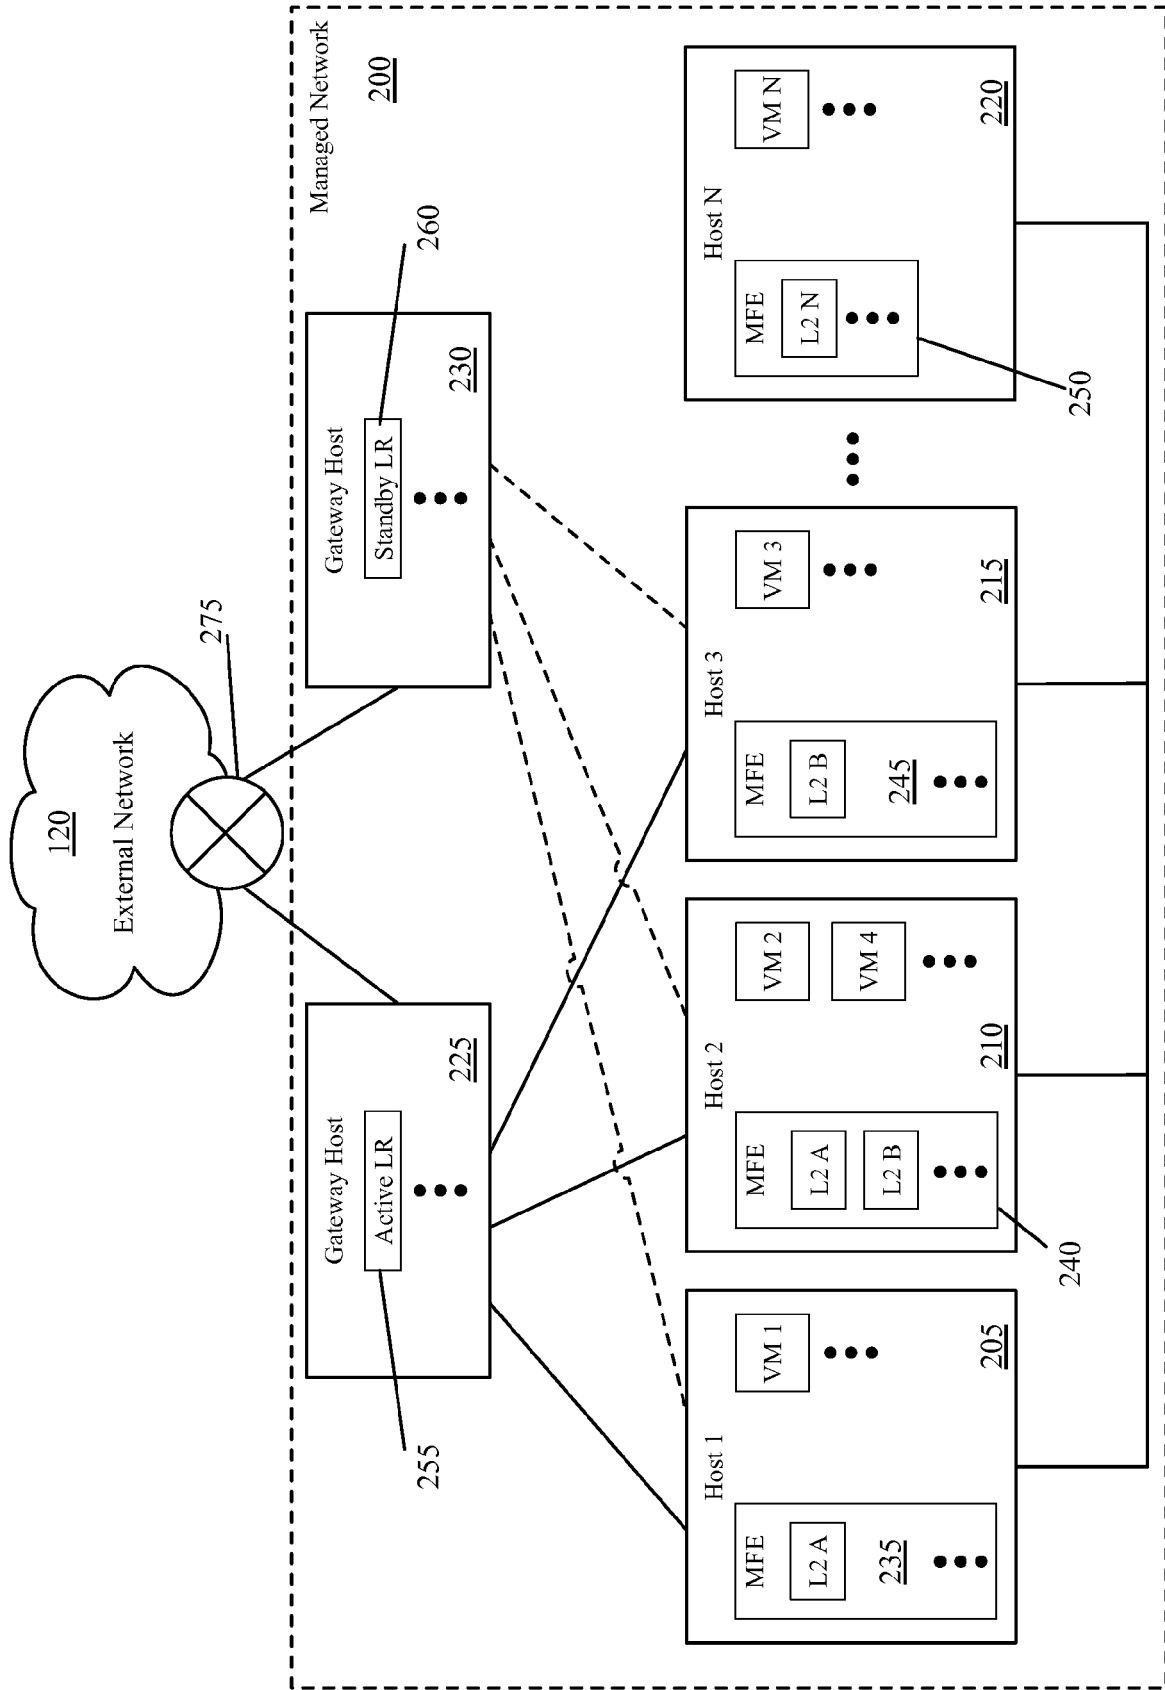 120
External Network
275
Managed Network
200
Gateway Host
Active LR
225
255
Gateway Host
Standby LR
230
260
Host 1
MFE
L2 A
235
VM 1
205
Host 2
MFE
L2 A
L2 B
240
VM 2
VM 4
210
Host 3
MFE
L2 B
245
VM 3
215
Host N
MFE
L2 N
250
VM N
220